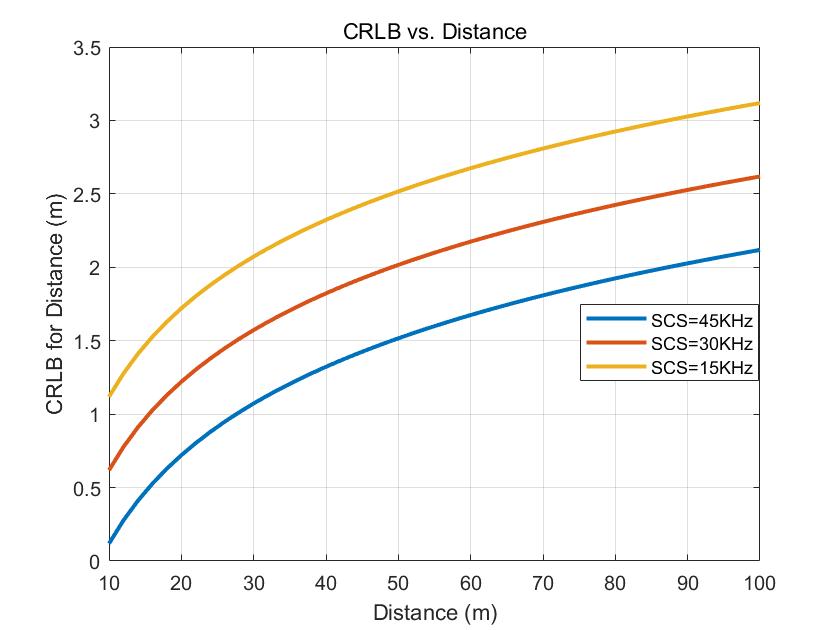 CRLB vs. Distance
3.5
3
2.5
2
1.5
1
0.5
0
CRLB for Distance (m)
SCS=45KHz
SCS=30KHz
SCS=15KHz
10 20 30 40 50 60 70 80 90 100
Distance (m)